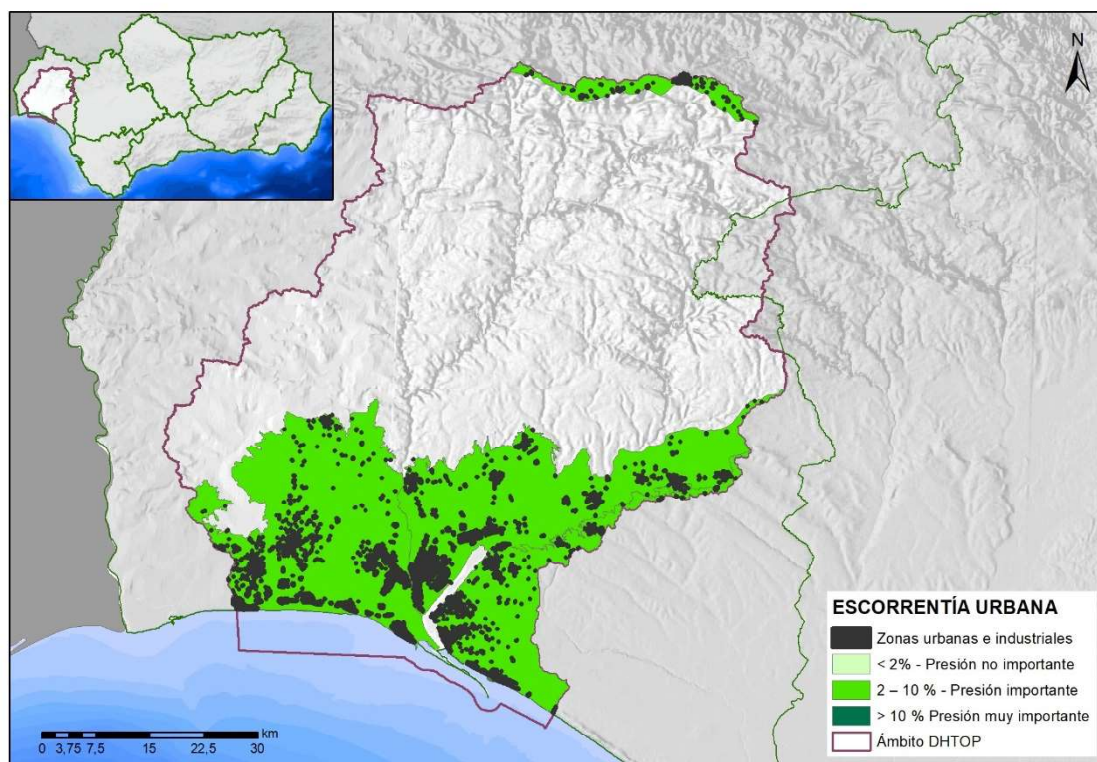 N
ESCORRENTÍA URBANA
Zonas urbanas e industriales
< 2% - Presión no importante
2 – 10 % - Presión importante
> 10 % Presión muy importante
Ámbito DHTOP
km
0 3,75 7,5 15 22,5 30